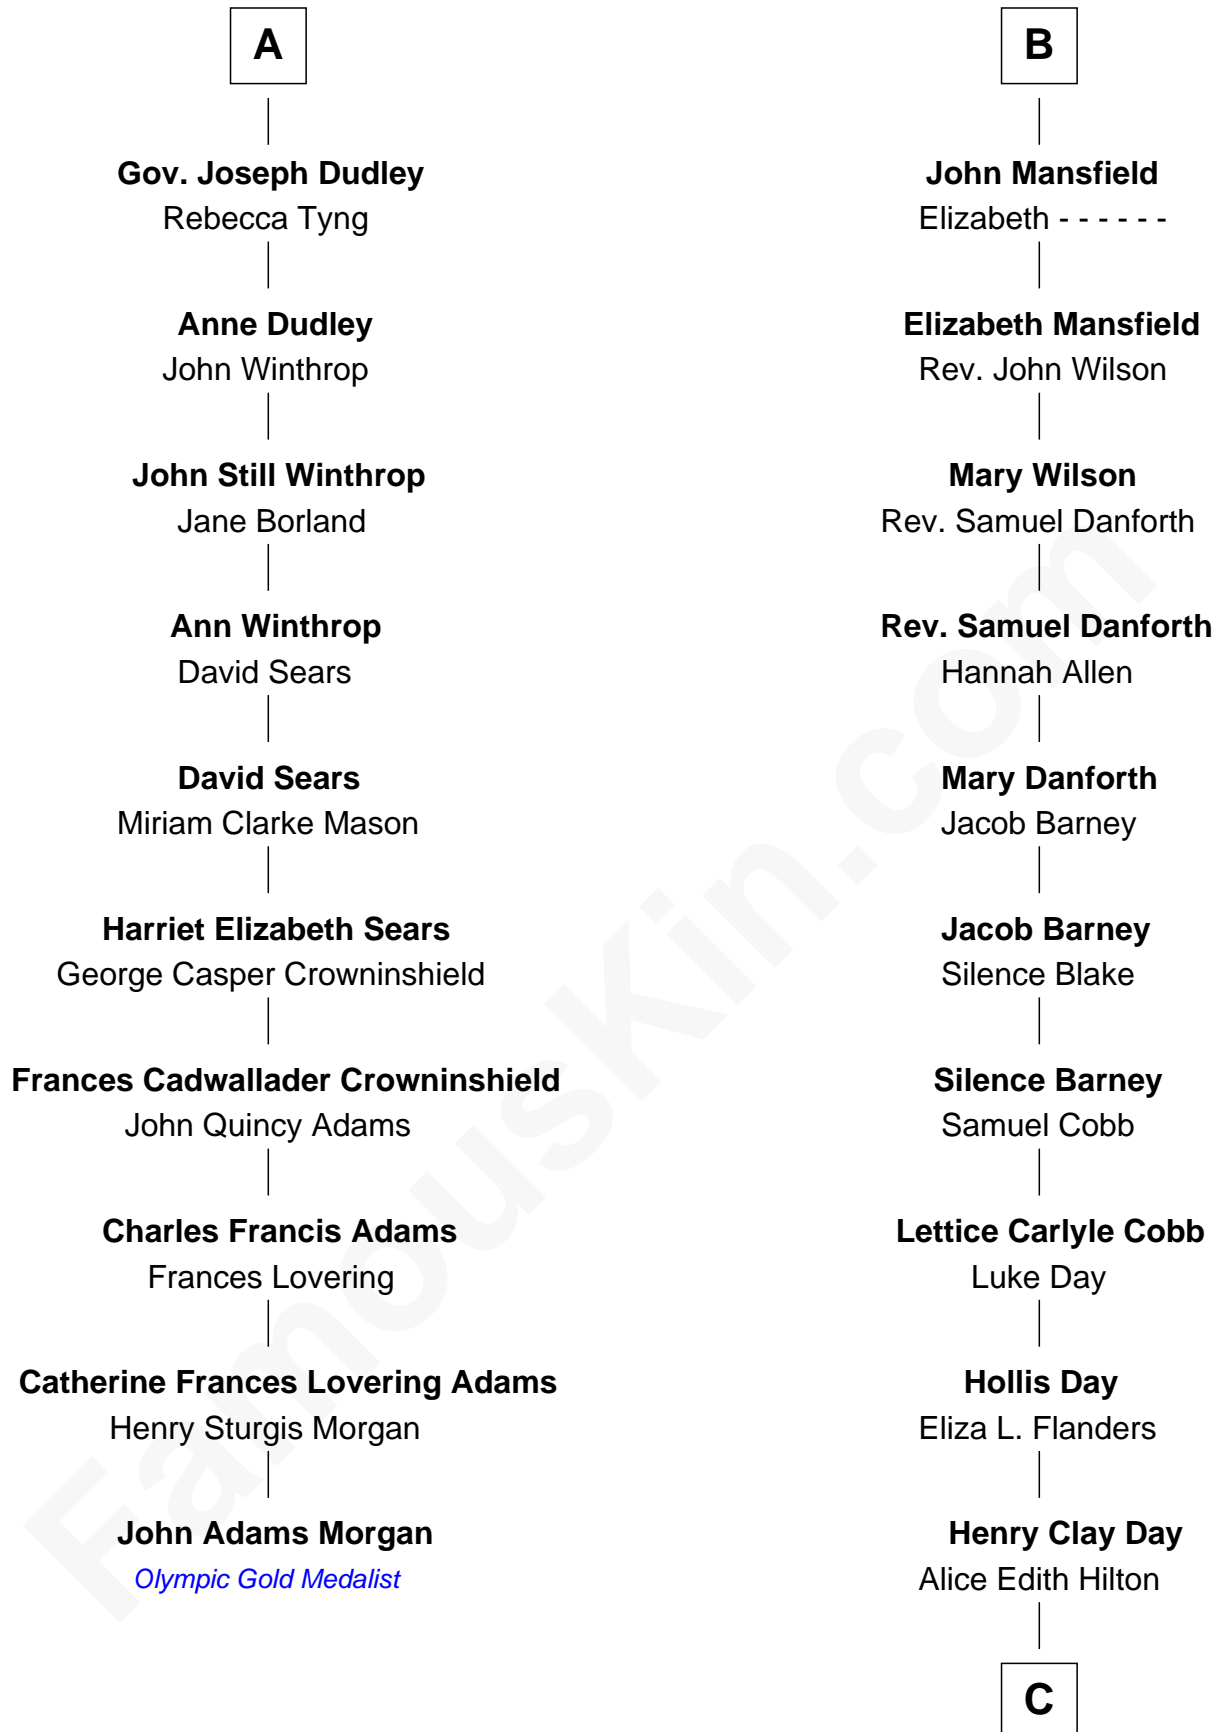 A
Gov. Joseph Dudley
Rebecca Tyng
Anne Dudley
John Winthrop
John Still Winthrop
Jane Borland
Ann Winthrop
David Sears
David Sears
Miriam Clarke Mason
Harriet Elizabeth Sears
George Casper Crowninshield
Frances Cadwallader Crowninshield
John Quincy Adams
Charles Francis Adams
Frances Lovering
Catherine Frances Lovering Adams
Henry Sturgis Morgan
John Adams Morgan
Olympic Gold Medalist
B
John Mansfield
Elizabeth - - - - - -
Elizabeth Mansfield
Rev. John Wilson
Mary Wilson
Rev. Samuel Danforth
Rev. Samuel Danforth
Hannah Allen
Mary Danforth
Jacob Barney
Jacob Barney
Silence Blake
Silence Barney
Samuel Cobb
Lettice Carlyle Cobb
Luke Day
Hollis Day
Eliza L. Flanders
Henry Clay Day
Alice Edith Hilton
C
FamousKin.com